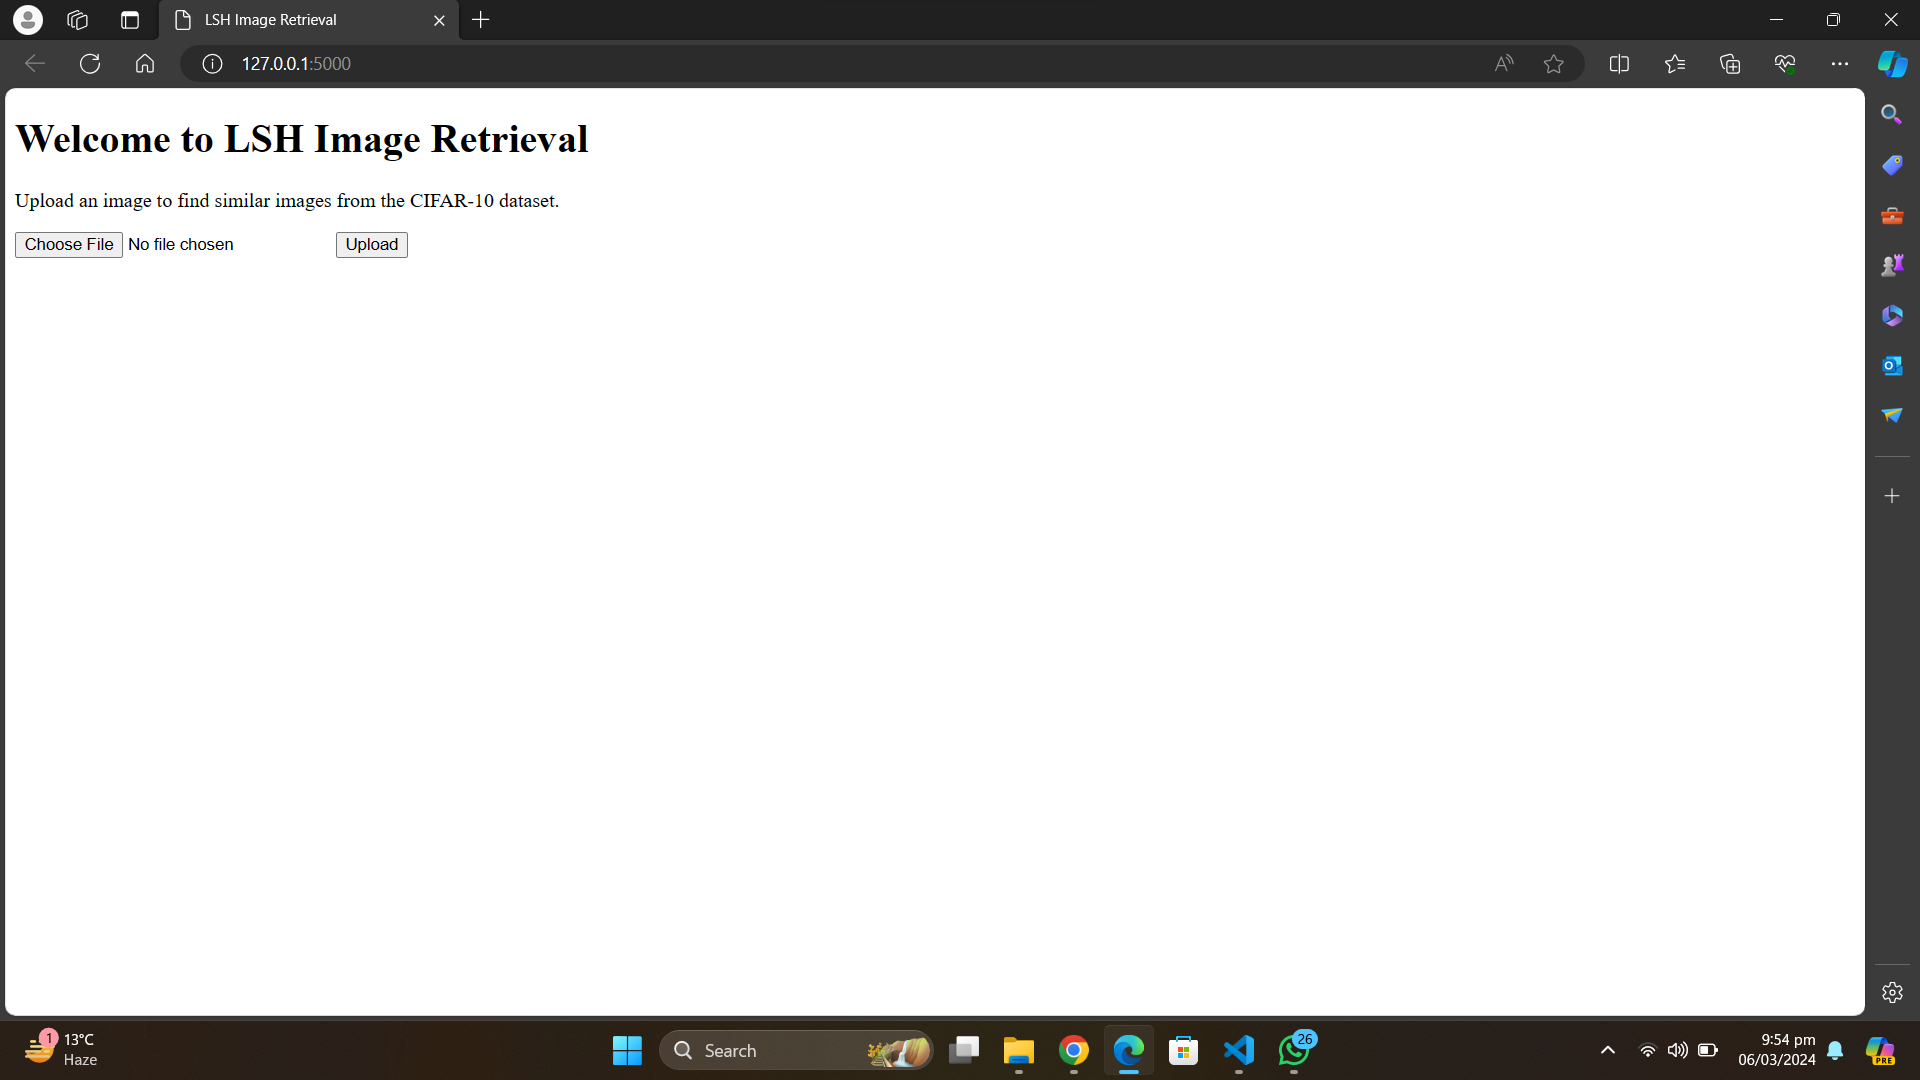 LSH Image Retrieval
127.0.0.1:5000
Welcome to LSH Image Retrieval
Upload an image to find similar images from the CIFAR-10 dataset.
Choose File No file chosen Upload
1
13°C
Haze
Search
26
9:54 pm
06/03/2024
PRE